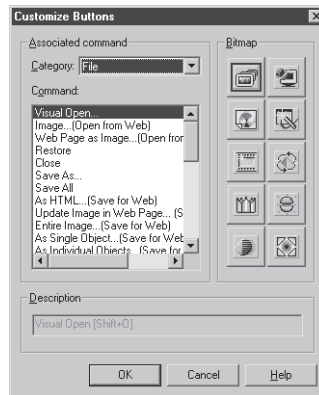 Customize Buttons
Associated command
Category: File
Command:
Visual Open...
Image...(Open from Web)
Web Page as Image...(Open from
Restore
Close
Save As...
Save All
As HTML...(Save for Web)
Update Image in Web Page... (S
Entire Image...(Save for Web)
As Single Object...(Save for Web
As Individual Objects...(Save for
Bitmap
Description
Visual Open [Shift+O]
OK Cancel Help